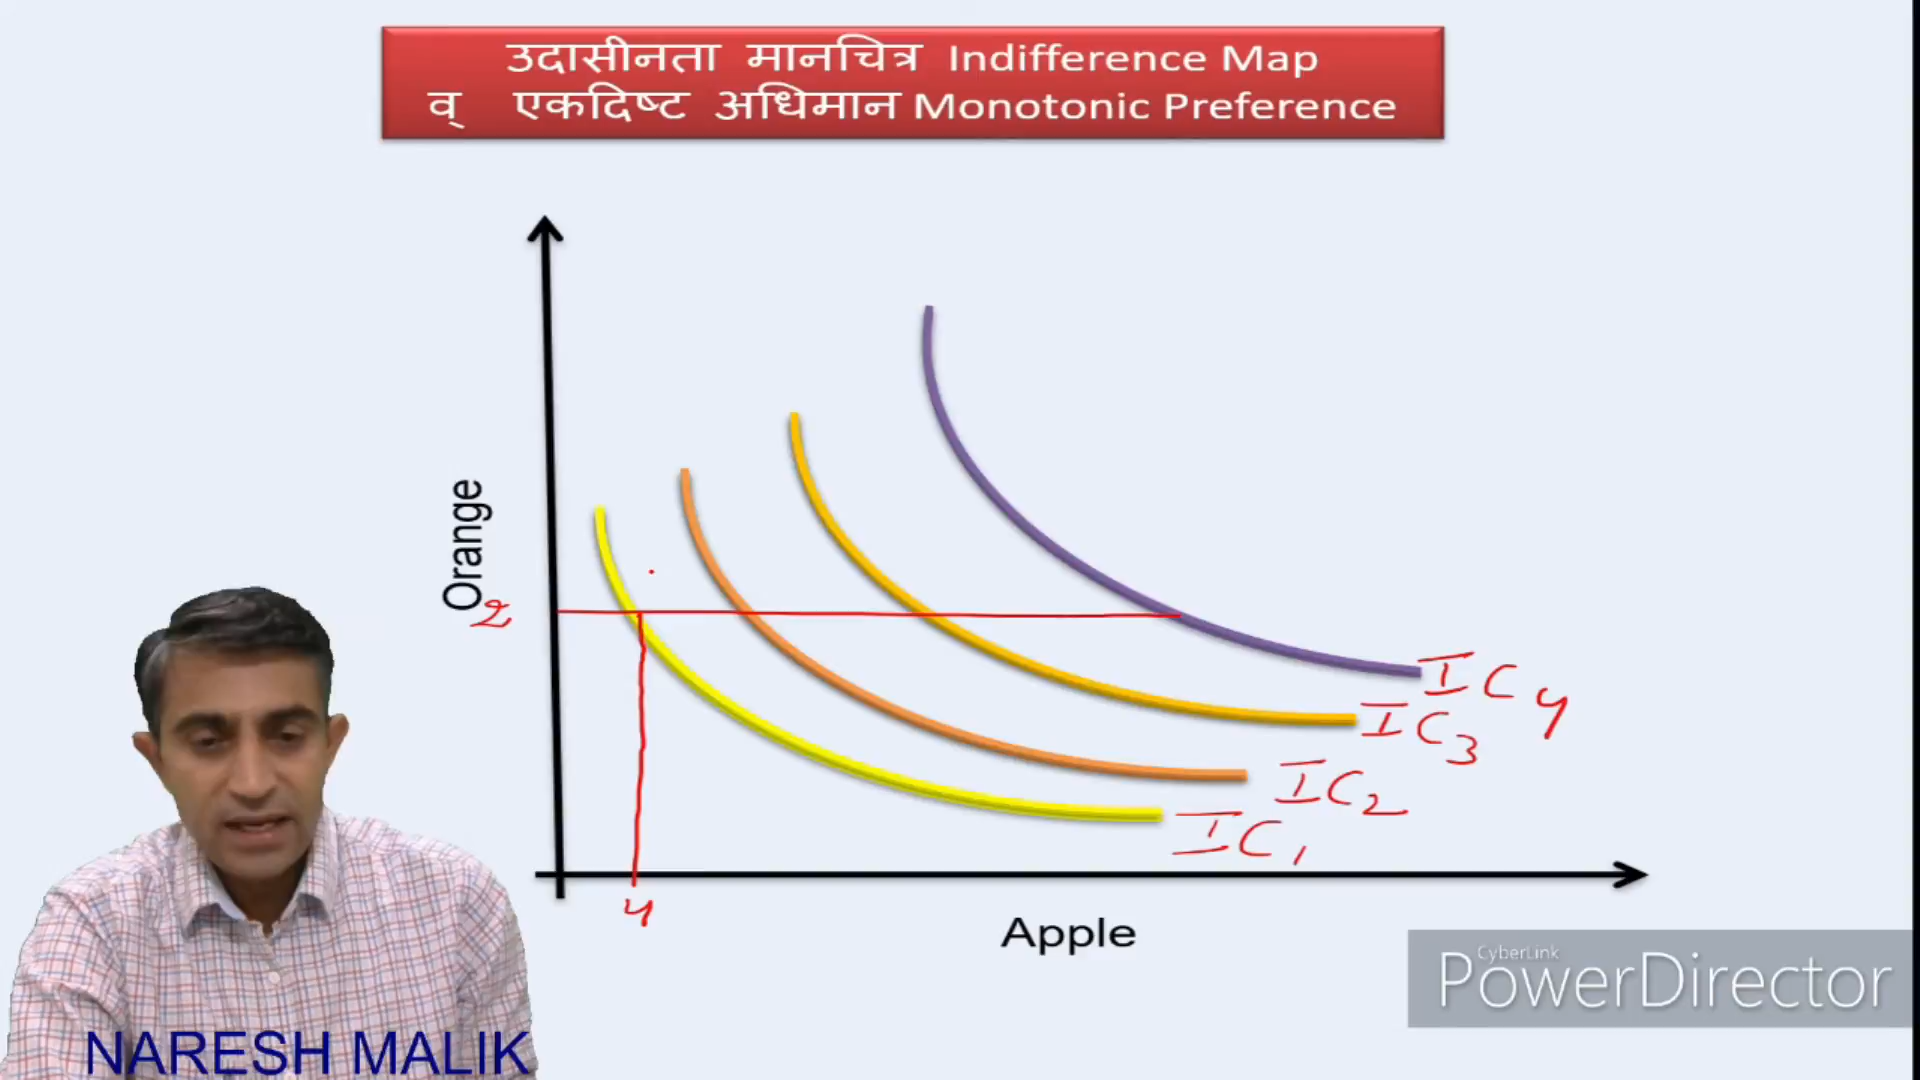 उदासीनता मानचित्र Indifference Map
व् एकदिष्ट अधिमान Monotonic Preference
Orange
2
IC4
IC3
IC2
IC1
4
Apple
CyberLink
PowerDirector
NARESH MALIK